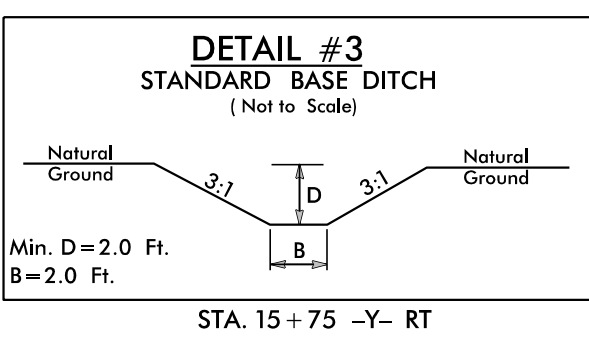 DETAIL #3
STANDARD BASE DITCH
( Not to Scale)
Natural
Ground
3:1
D
3:1
Natural
Ground
B
Min. D=2.0 Ft.
B=2.0 Ft.
STA. 15+75 -Y- RT